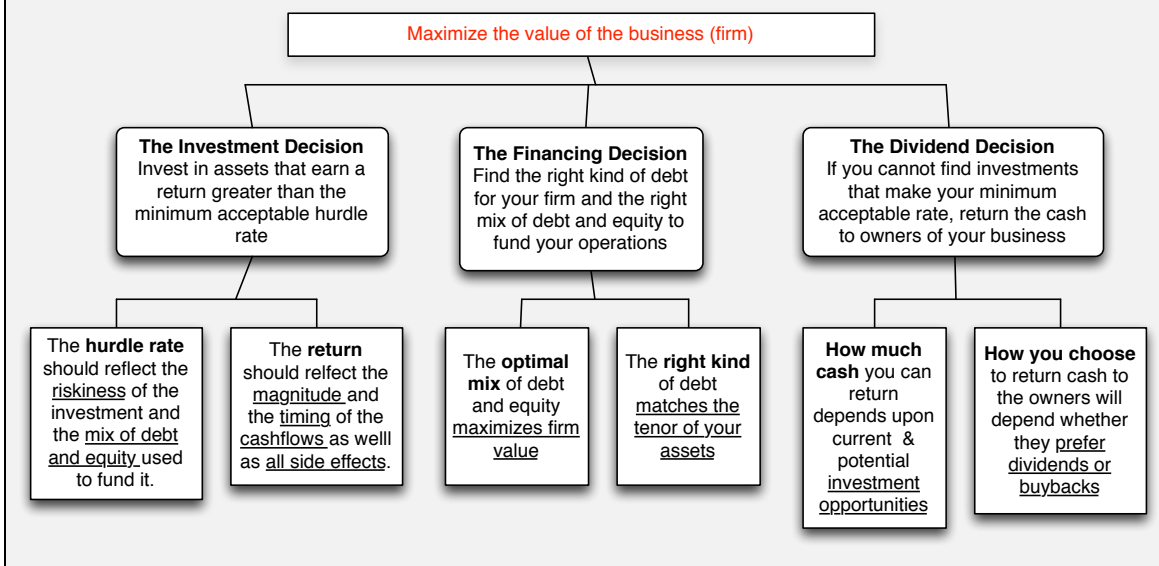 Maximize the value of the business (firm)
The Investment Decision
Invest in assets that earn a
return greater than the
minimum acceptable hurdle
rate
The Financing Decision
Find the right kind of debt
for your firm and the right
mix of debt and equity to
fund your operations
The Dividend Decision
If you cannot find investments
that make your minimum
acceptable rate, return the cash
to owners of your business
The hurdle rate
should reflect the
riskiness of the
investment and
the mix of debt
and equity used
to fund it.
The return
should relfect the
magnitude and
the timing of the
cashflows as welll
as all side effects.
The optimal
mix of debt
and equity
maximizes firm
value
The right kind
of debt
matches the
tenor of your
assets
How much
cash you can
return
depends upon
current &
potential
investment
opportunities
How you choose
to return cash to
the owners will
depend whether
they prefer
dividends or
buybacks